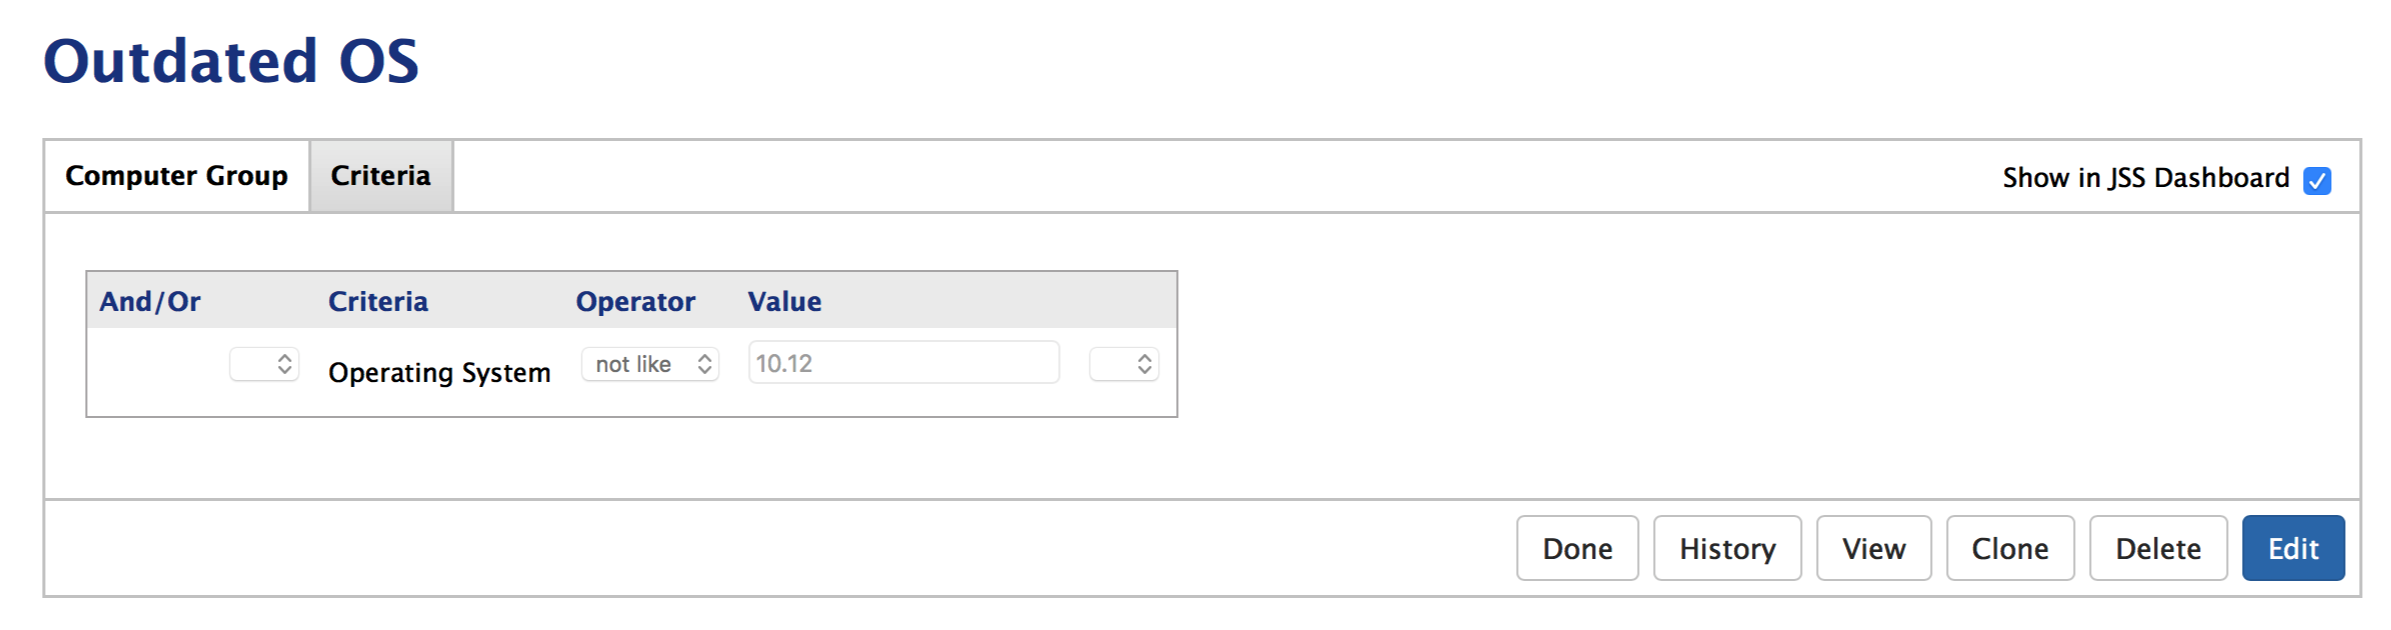 Outdated OS
Computer Group Criteria Show in JSS Dashboard
And/Or Criteria Operator Value
Operating System not like 10.12
Done History View Clone Delete Edit